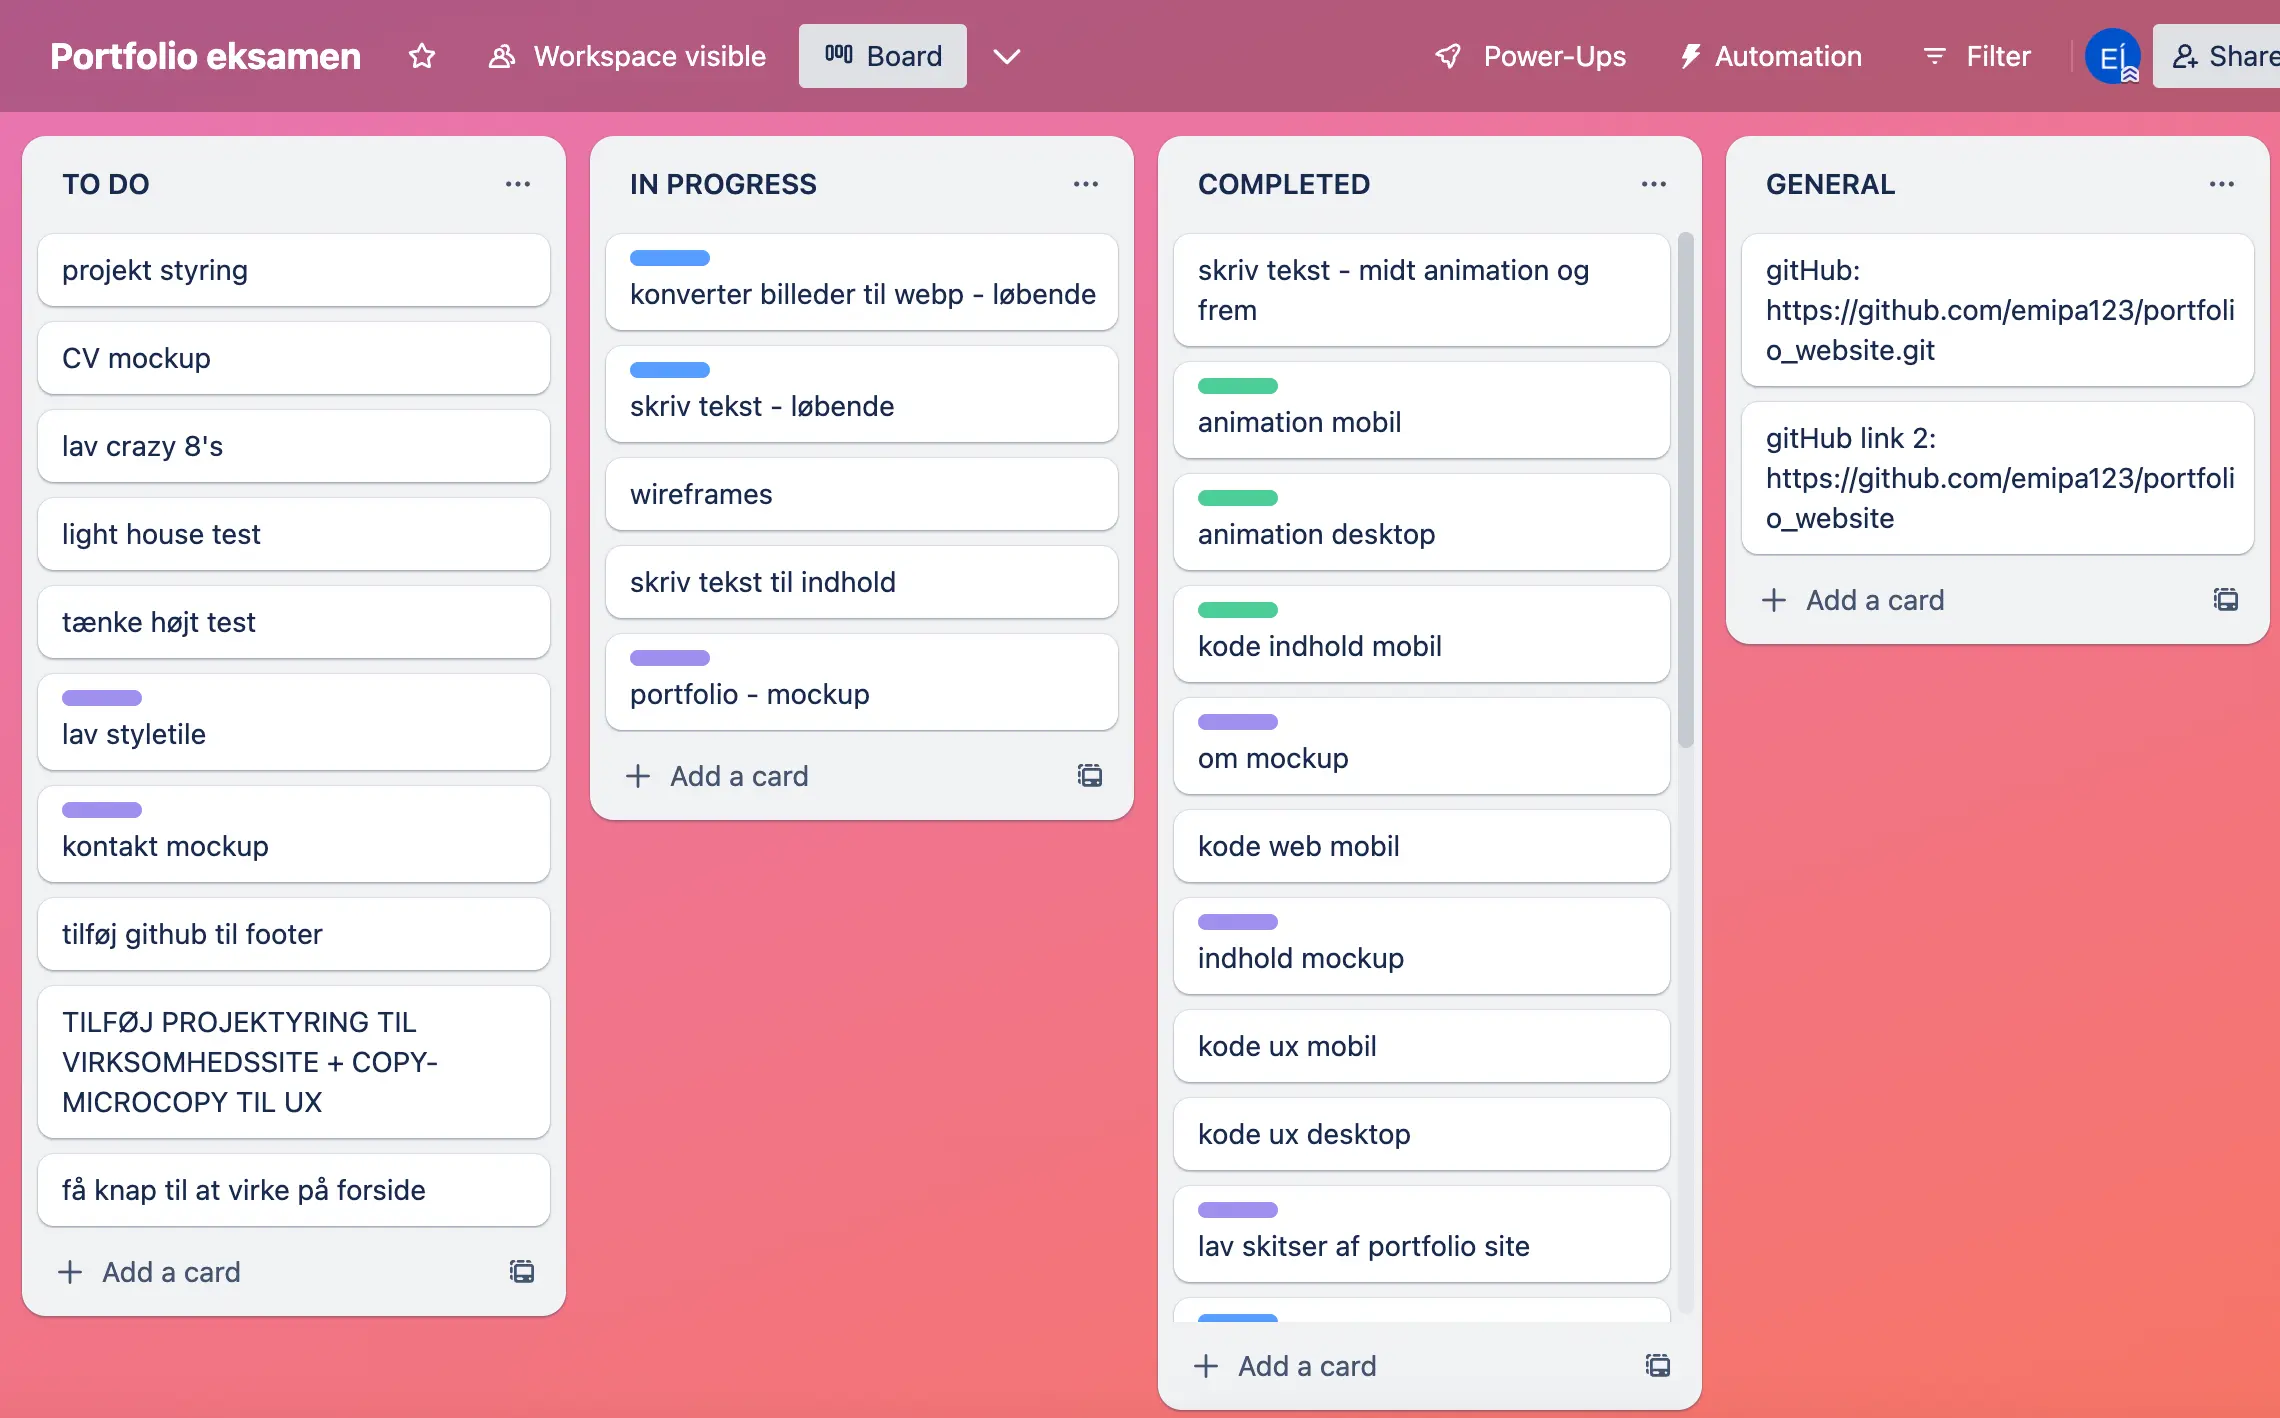 Portfolio eksamen
Workspace visible
Board
Power-Ups
Automation
Filter
EÍ
Share
TO DO
projekt styring
CV mockup
lav crazy 8's
light house test
tænke højt test
lav styletile
kontakt mockup
tilføj github til footer
TILFØJ PROJEKTYRING TIL
VIRKSOMHEDSSITE + COPY-
MICROCOPY TIL UX
få knap til at virke på forside
Add a card
IN PROGRESS
konverter billeder til webp - løbende
skriv tekst - løbende
wireframes
skriv tekst til indhold
portfolio - mockup
Add a card
COMPLETED
skriv tekst - midt animation og
frem
animation mobil
animation desktop
kode indhold mobil
om mockup
kode web mobil
indhold mockup
kode ux mobil
kode ux desktop
lav skitser af portfolio site
Add a card
GENERAL
gitHub:
https://github.com/emipa123/portfoli
o_website.git
gitHub link 2:
https://github.com/emipa123/portfoli
o_website
Add a card